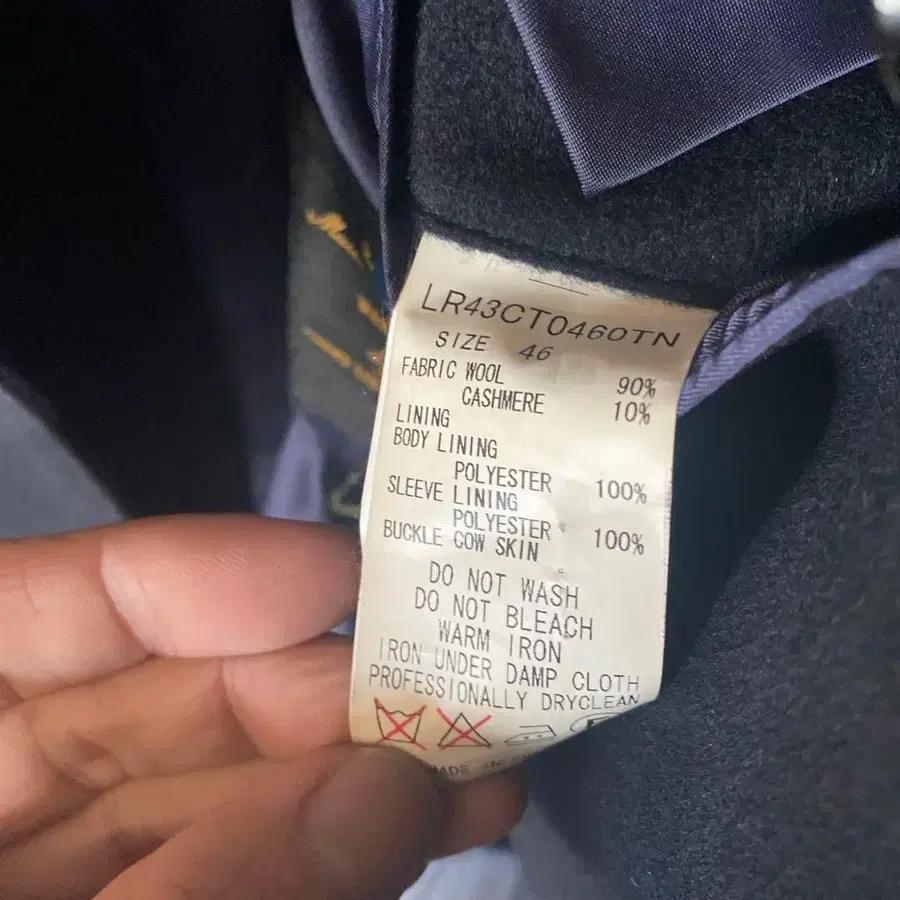 LR43CT0460TN
SIZE 46
FABRIC WOOL 90%
CASHMERE 10%
LINING
BODY LINING
POLYESTER 100%
SLEEVE LINING
POLYESTER 100%
BUCKLE COW SKIN
DO NOT WASH
DO NOT BLEACH
WARM IRON
IRON UNDER DAMP CLOTH
PROFESSIONALLY DRYCLEAN
MADE